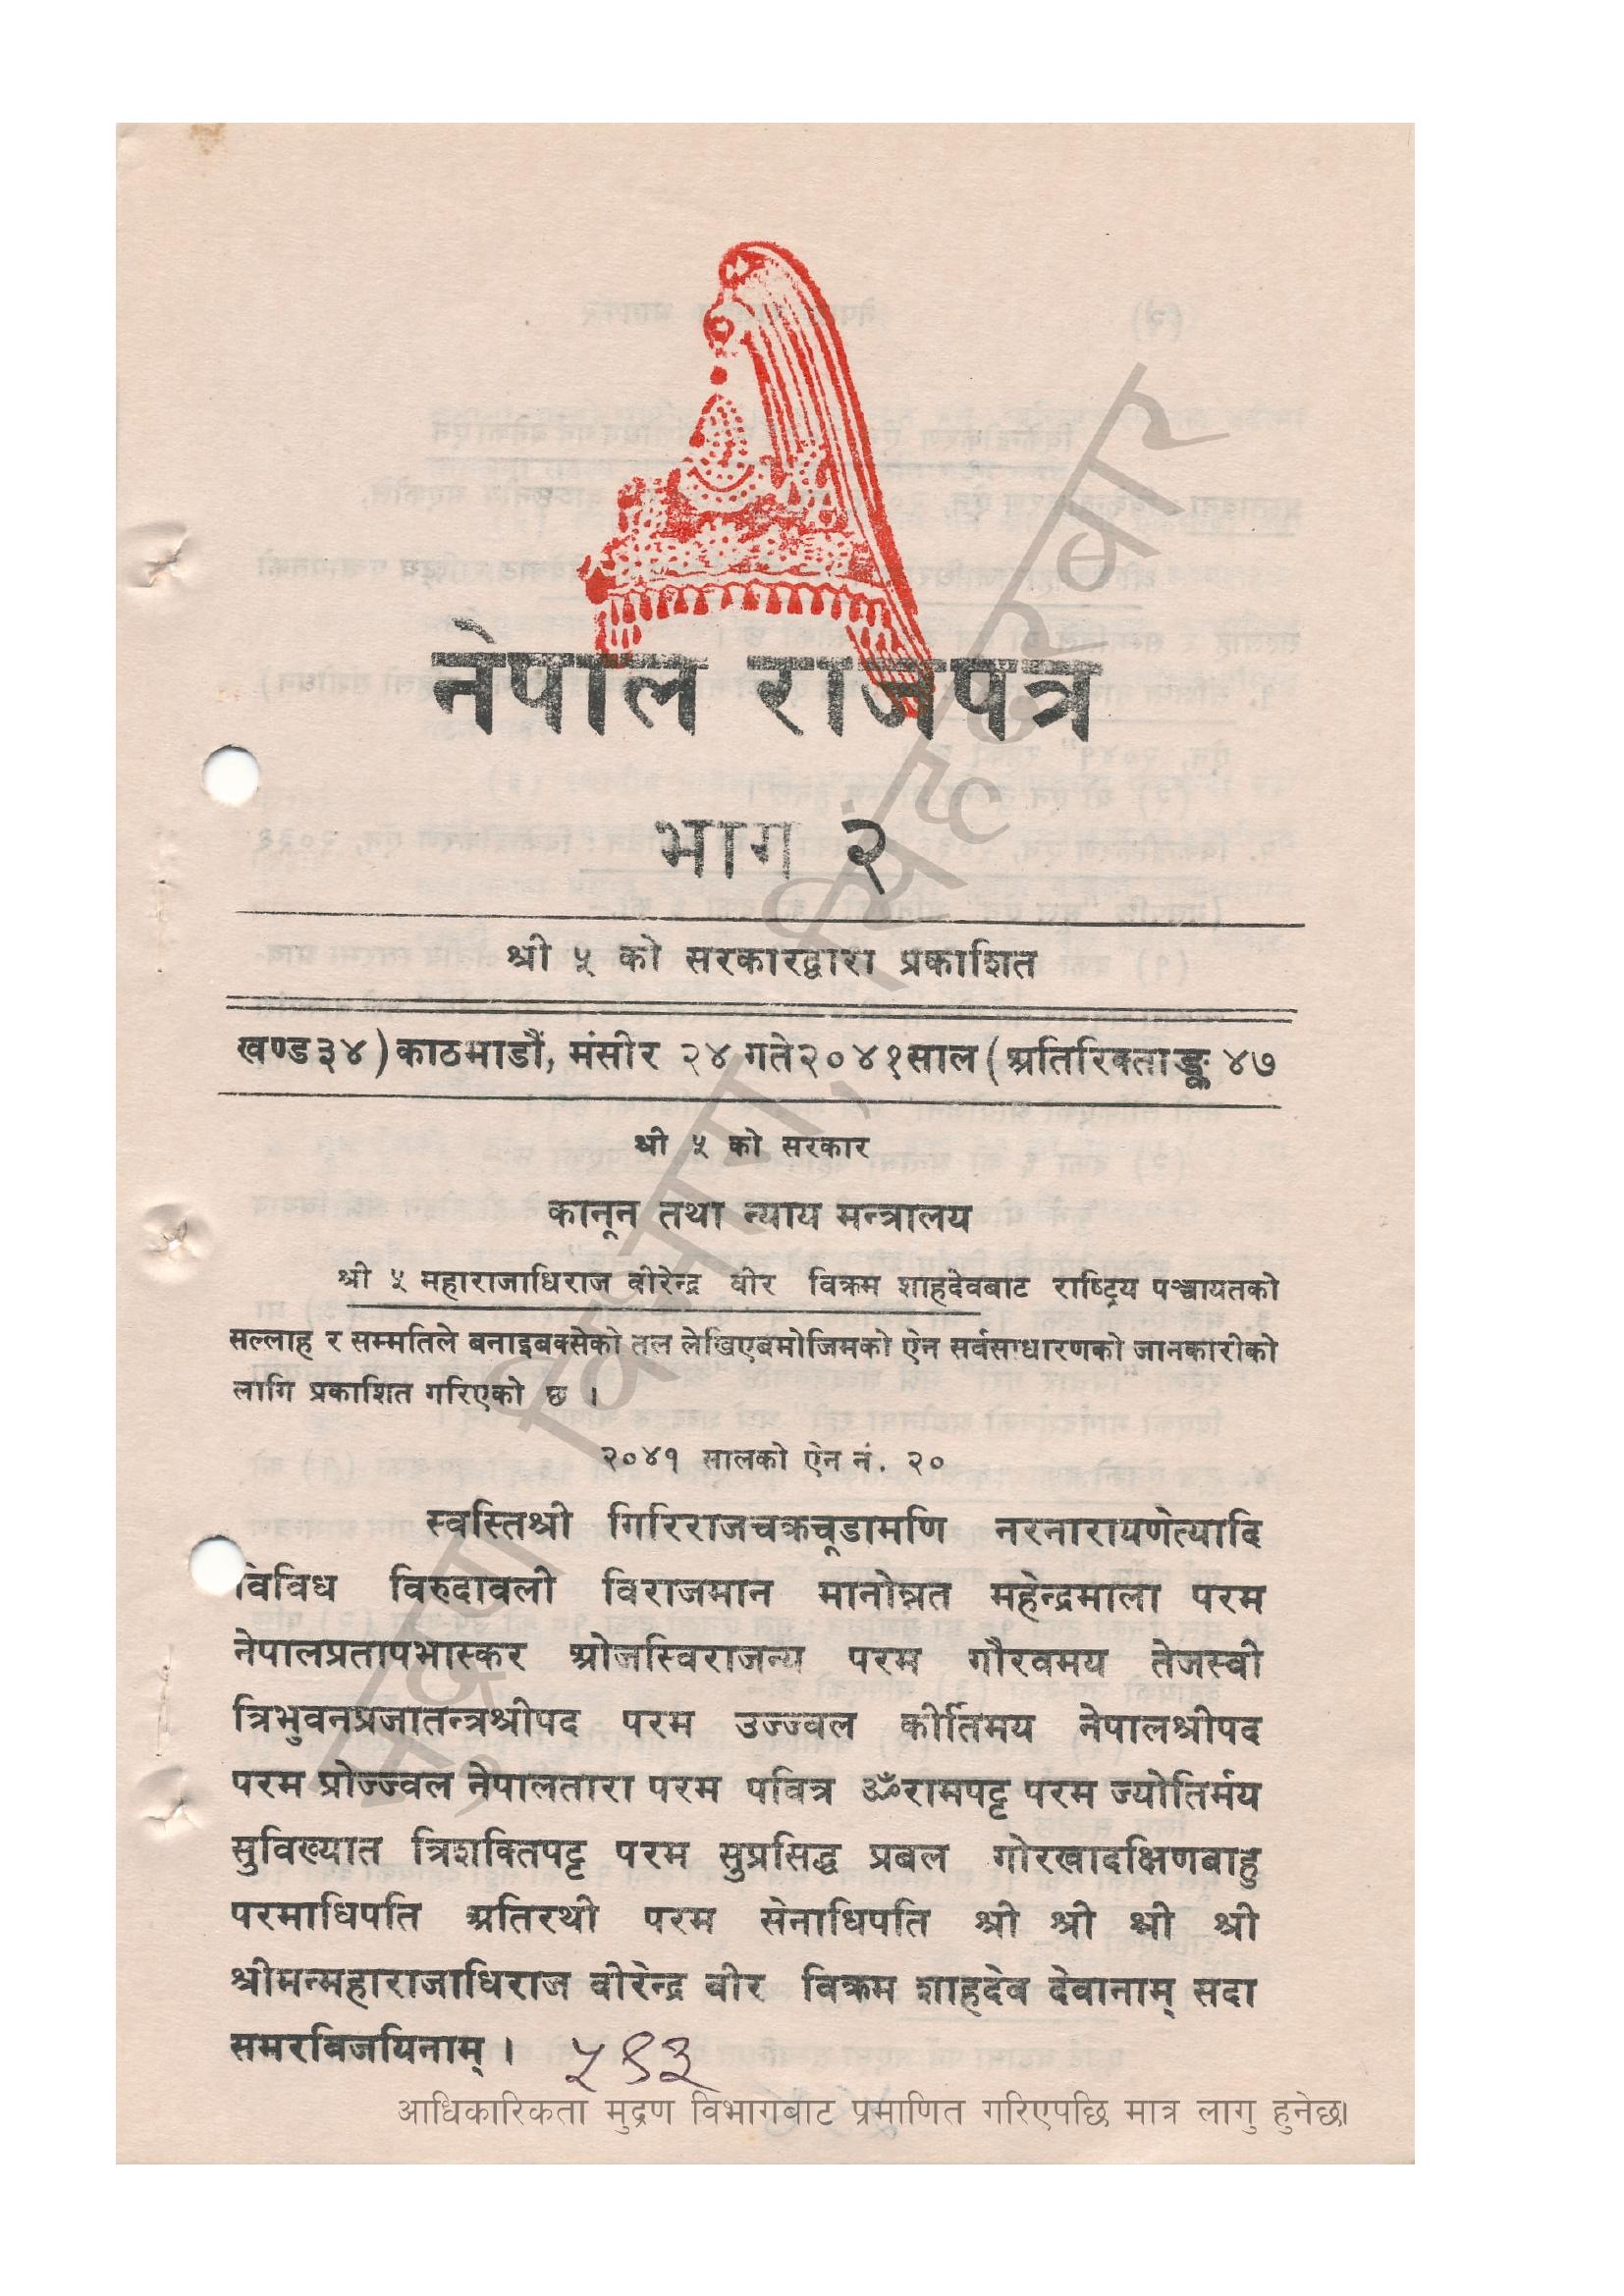 नेपाल राजपत्र
भाग २
श्री ५ को सरकारद्वारा प्रकाशित
खण्ड ३४) काठमाडौं, मंसीर २४ गते २०४१ साल (अतिरिक्ताङ्क ४७
श्री ५ को सरकार
कानून तथा न्याय मन्त्रालय
श्री ५ महाराजाधिराज वीरेन्द्र वीर विक्रम शाहदेवबाट राष्ट्रिय पञ्चायतको
सल्लाह र सम्मतिले बनाइबक्सेको तल लेखिएबमोजिमको ऐन सर्वसाधारणको जानकारीको
लागि प्रकाशित गरिएको छ ।
२०४१ सालको ऐन नं. २०
स्वस्तिश्री गिरिराजचक्रचूडामणि नरनारायणेत्यादि
विविध विरुदावली विराजमान मानोन्नत महेन्द्रमाला परम
नेपालप्रतापभास्कर ओजस्विराजन्य परम गौरवमय तेजस्वी
त्रिभुवनप्रजातन्त्रश्रीपद परम उज्ज्वल कीर्तिमय नेपालश्रीपद
परम प्रोज्ज्वल नेपालतारा परम पवित्र ॐरामपट्ट परम ज्योतिर्मय
सुविख्यात त्रिशक्तिपट्ट परम सुप्रसिद्ध प्रबल गोरखादक्षिणबाहु
परमाधिपति अतिरथी परम सेनाधिपति श्री श्री श्री श्री
श्रीमन्महाराजाधिराज वीरेन्द्र वीर विक्रम शाहदेव देवानाम् सदा
समरविजयिनाम् ।
५९३
आधिकारिकता मुद्रण विभागबाट प्रमाणित गरिएपछि मात्र लागु हुनेछ।
मुद्रण विभाग, सिंहदरबार